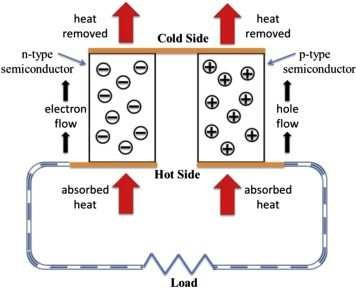 heat
removed
heat
removed
Cold Side
n-type
semiconductor
p-type
semiconductor
electron
flow
hole
flow
Hot Side
absorbed
heat
absorbed
heat
Load